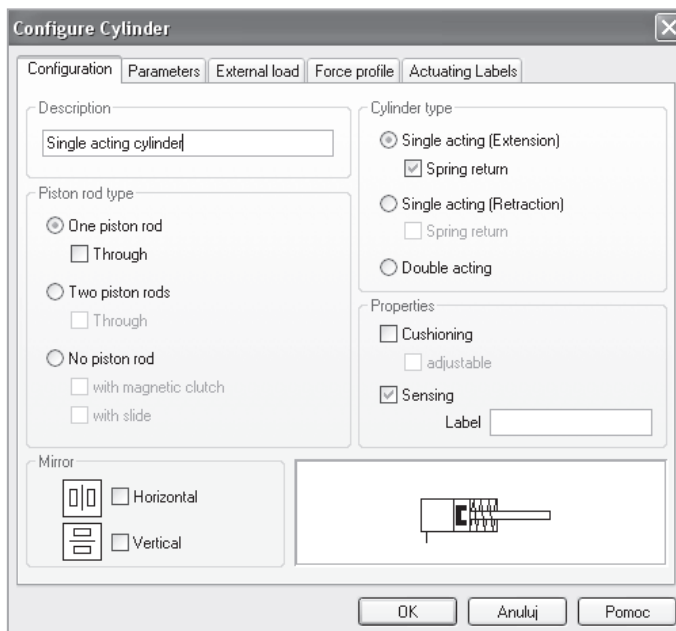 Configure Cylinder
Configuration Parameters External load Force profile Actuating Labels
Description
Single acting cylinder
Piston rod type
One piston rod
Through
Two piston rods
Through
No piston rod
with magnetic clutch
with slide
Cylinder type
Single acting (Extension)
Spring return
Single acting (Retraction)
Spring return
Double acting
Properties
Cushioning
adjustable
Sensing
Label
Mirror
Horizontal
Vertical
OK Anuluj Pomoc